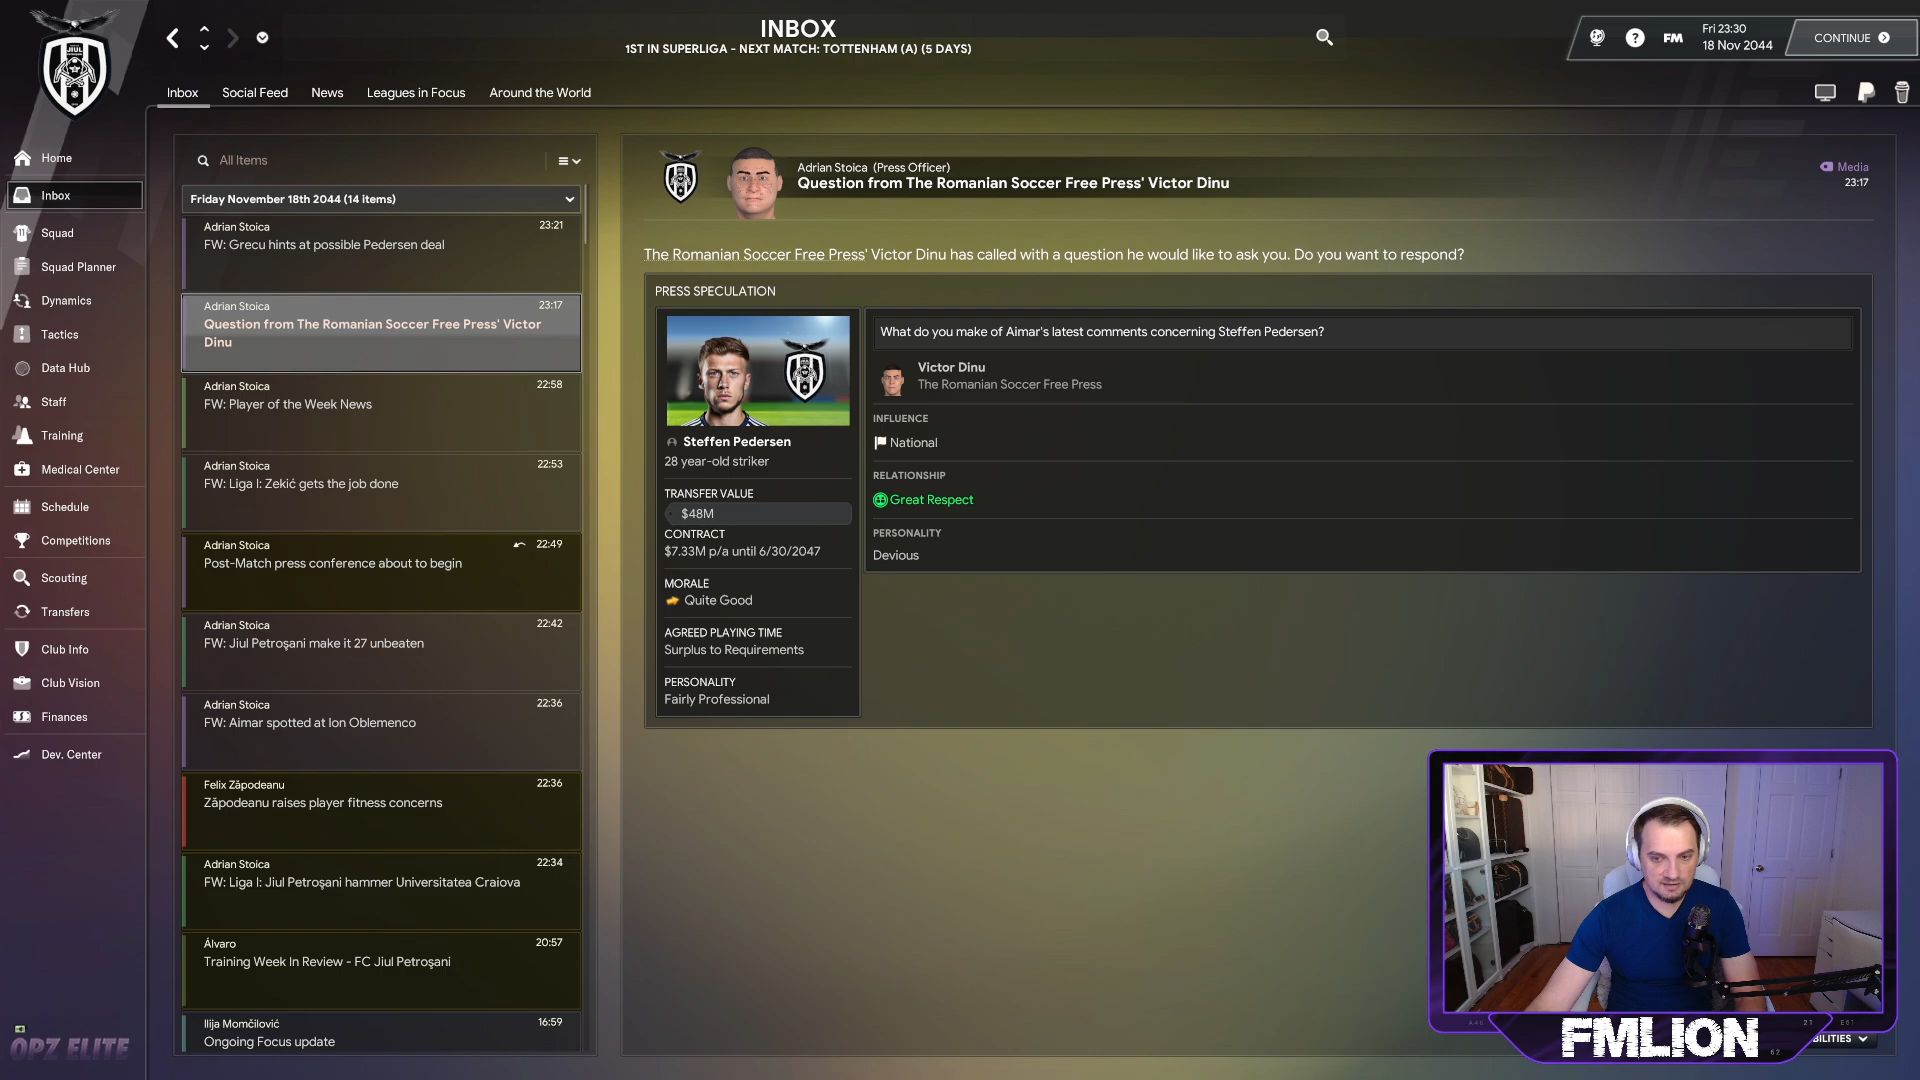 INBOX
1ST IN SUPERLIGA - NEXT MATCH: TOTTENHAM (A) (5 DAYS)
FM
Fri 23:30
18 Nov 2044
CONTINUE
Inbox
Social Feed
News
Leagues in Focus
Around the World
Home
Inbox
Squad
Squad Planner
Dynamics
Tactics
Data Hub
Staff
Training
Medical Center
Schedule
Competitions
Scouting
Transfers
Club Info
Club Vision
Finances
Dev. Center
OPZ ELITE
All Items
Friday November 18th 2044 (14 items)
Adrian Stoica 23:21
FW: Grecu hints at possible Pedersen deal
Adrian Stoica 23:17
Question from The Romanian Soccer Free Press' Victor
Dinu
Adrian Stoica 22:58
FW: Player of the Week News
Adrian Stoica 22:53
FW: Liga I: Zekić gets the job done
Adrian Stoica 22:49
Post-Match press conference about to begin
Adrian Stoica 22:42
FW: Jiul Petroşani make it 27 unbeaten
Adrian Stoica 22:36
FW: Aimar spotted at Ion Oblemenco
Felix Zăpodeanu 22:36
Zăpodeanu raises player fitness concerns
Adrian Stoica 22:34
FW: Liga I: Jiul Petroşani hammer Universitatea Craiova
Álvaro 20:57
Training Week In Review - FC Jiul Petroşani
Ilija Momčilović 16:59
Ongoing Focus update
Adrian Stoica (Press Officer)
Question from The Romanian Soccer Free Press' Victor Dinu
Media
23:17
The Romanian Soccer Free Press' Victor Dinu has called with a question he would like to ask you. Do you want to respond?
PRESS SPECULATION
Steffen Pedersen
28 year-old striker
TRANSFER VALUE
$48M
CONTRACT
$7.33M p/a until 6/30/2047
MORALE
Quite Good
AGREED PLAYING TIME
Surplus to Requirements
PERSONALITY
Fairly Professional
What do you make of Aimar's latest comments concerning Steffen Pedersen?
Victor Dinu
The Romanian Soccer Free Press
INFLUENCE
National
RELATIONSHIP
Great Respect
PERSONALITY
Devious
FMLION